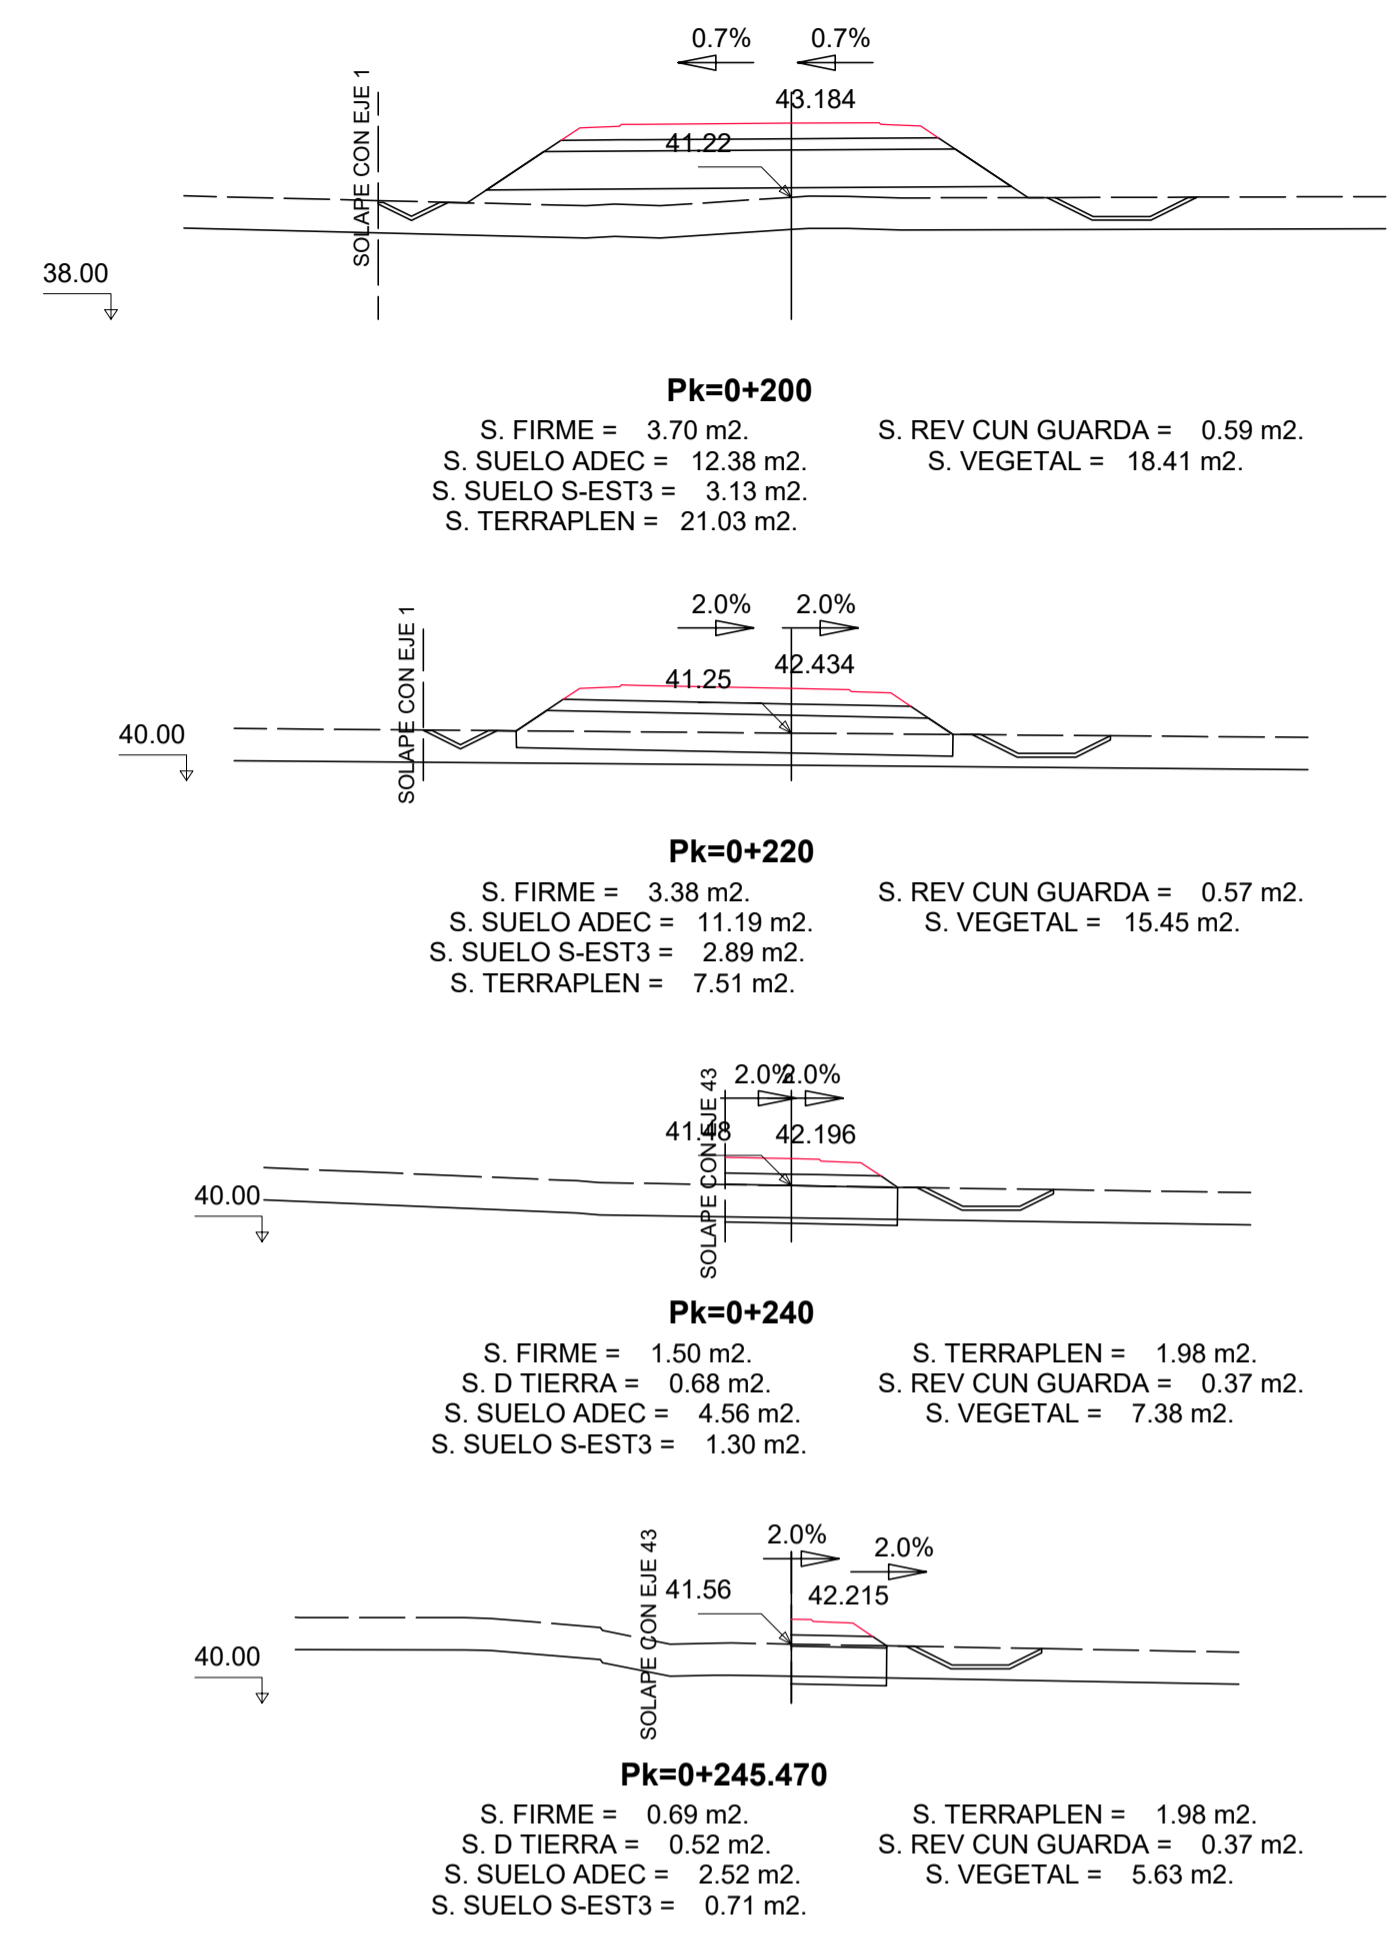 0.7% 0.7%
SOLAPE CON EJE 1
43.184
41.22
38.00
Pk=0+200
S. FIRME = 3.70 m2. S. REV CUN GUARDA = 0.59 m2.
S. SUELO ADEC = 12.38 m2. S. VEGETAL = 18.41 m2.
S. SUELO S-EST3 = 3.13 m2.
S. TERRAPLEN = 21.03 m2.
2.0% 2.0%
SOLAPE CON EJE 1
42.434
41.25
40.00
Pk=0+220
S. FIRME = 3.38 m2. S. REV CUN GUARDA = 0.57 m2.
S. SUELO ADEC = 11.19 m2. S. VEGETAL = 15.45 m2.
S. SUELO S-EST3 = 2.89 m2.
S. TERRAPLEN = 7.51 m2.
2.0% 2.0%
SOLAPE CON EJE 43
41.48 42.196
40.00
Pk=0+240
S. FIRME = 1.50 m2. S. TERRAPLEN = 1.98 m2.
S. D TIERRA = 0.68 m2. S. REV CUN GUARDA = 0.37 m2.
S. SUELO ADEC = 4.56 m2. S. VEGETAL = 7.38 m2.
S. SUELO S-EST3 = 1.30 m2.
2.0%
2.0%
SOLAPE CON EJE 43
41.56 42.215
40.00
Pk=0+245.470
S. FIRME = 0.69 m2. S. TERRAPLEN = 1.98 m2.
S. D TIERRA = 0.52 m2. S. REV CUN GUARDA = 0.37 m2.
S. SUELO ADEC = 2.52 m2. S. VEGETAL = 5.63 m2.
S. SUELO S-EST3 = 0.71 m2.